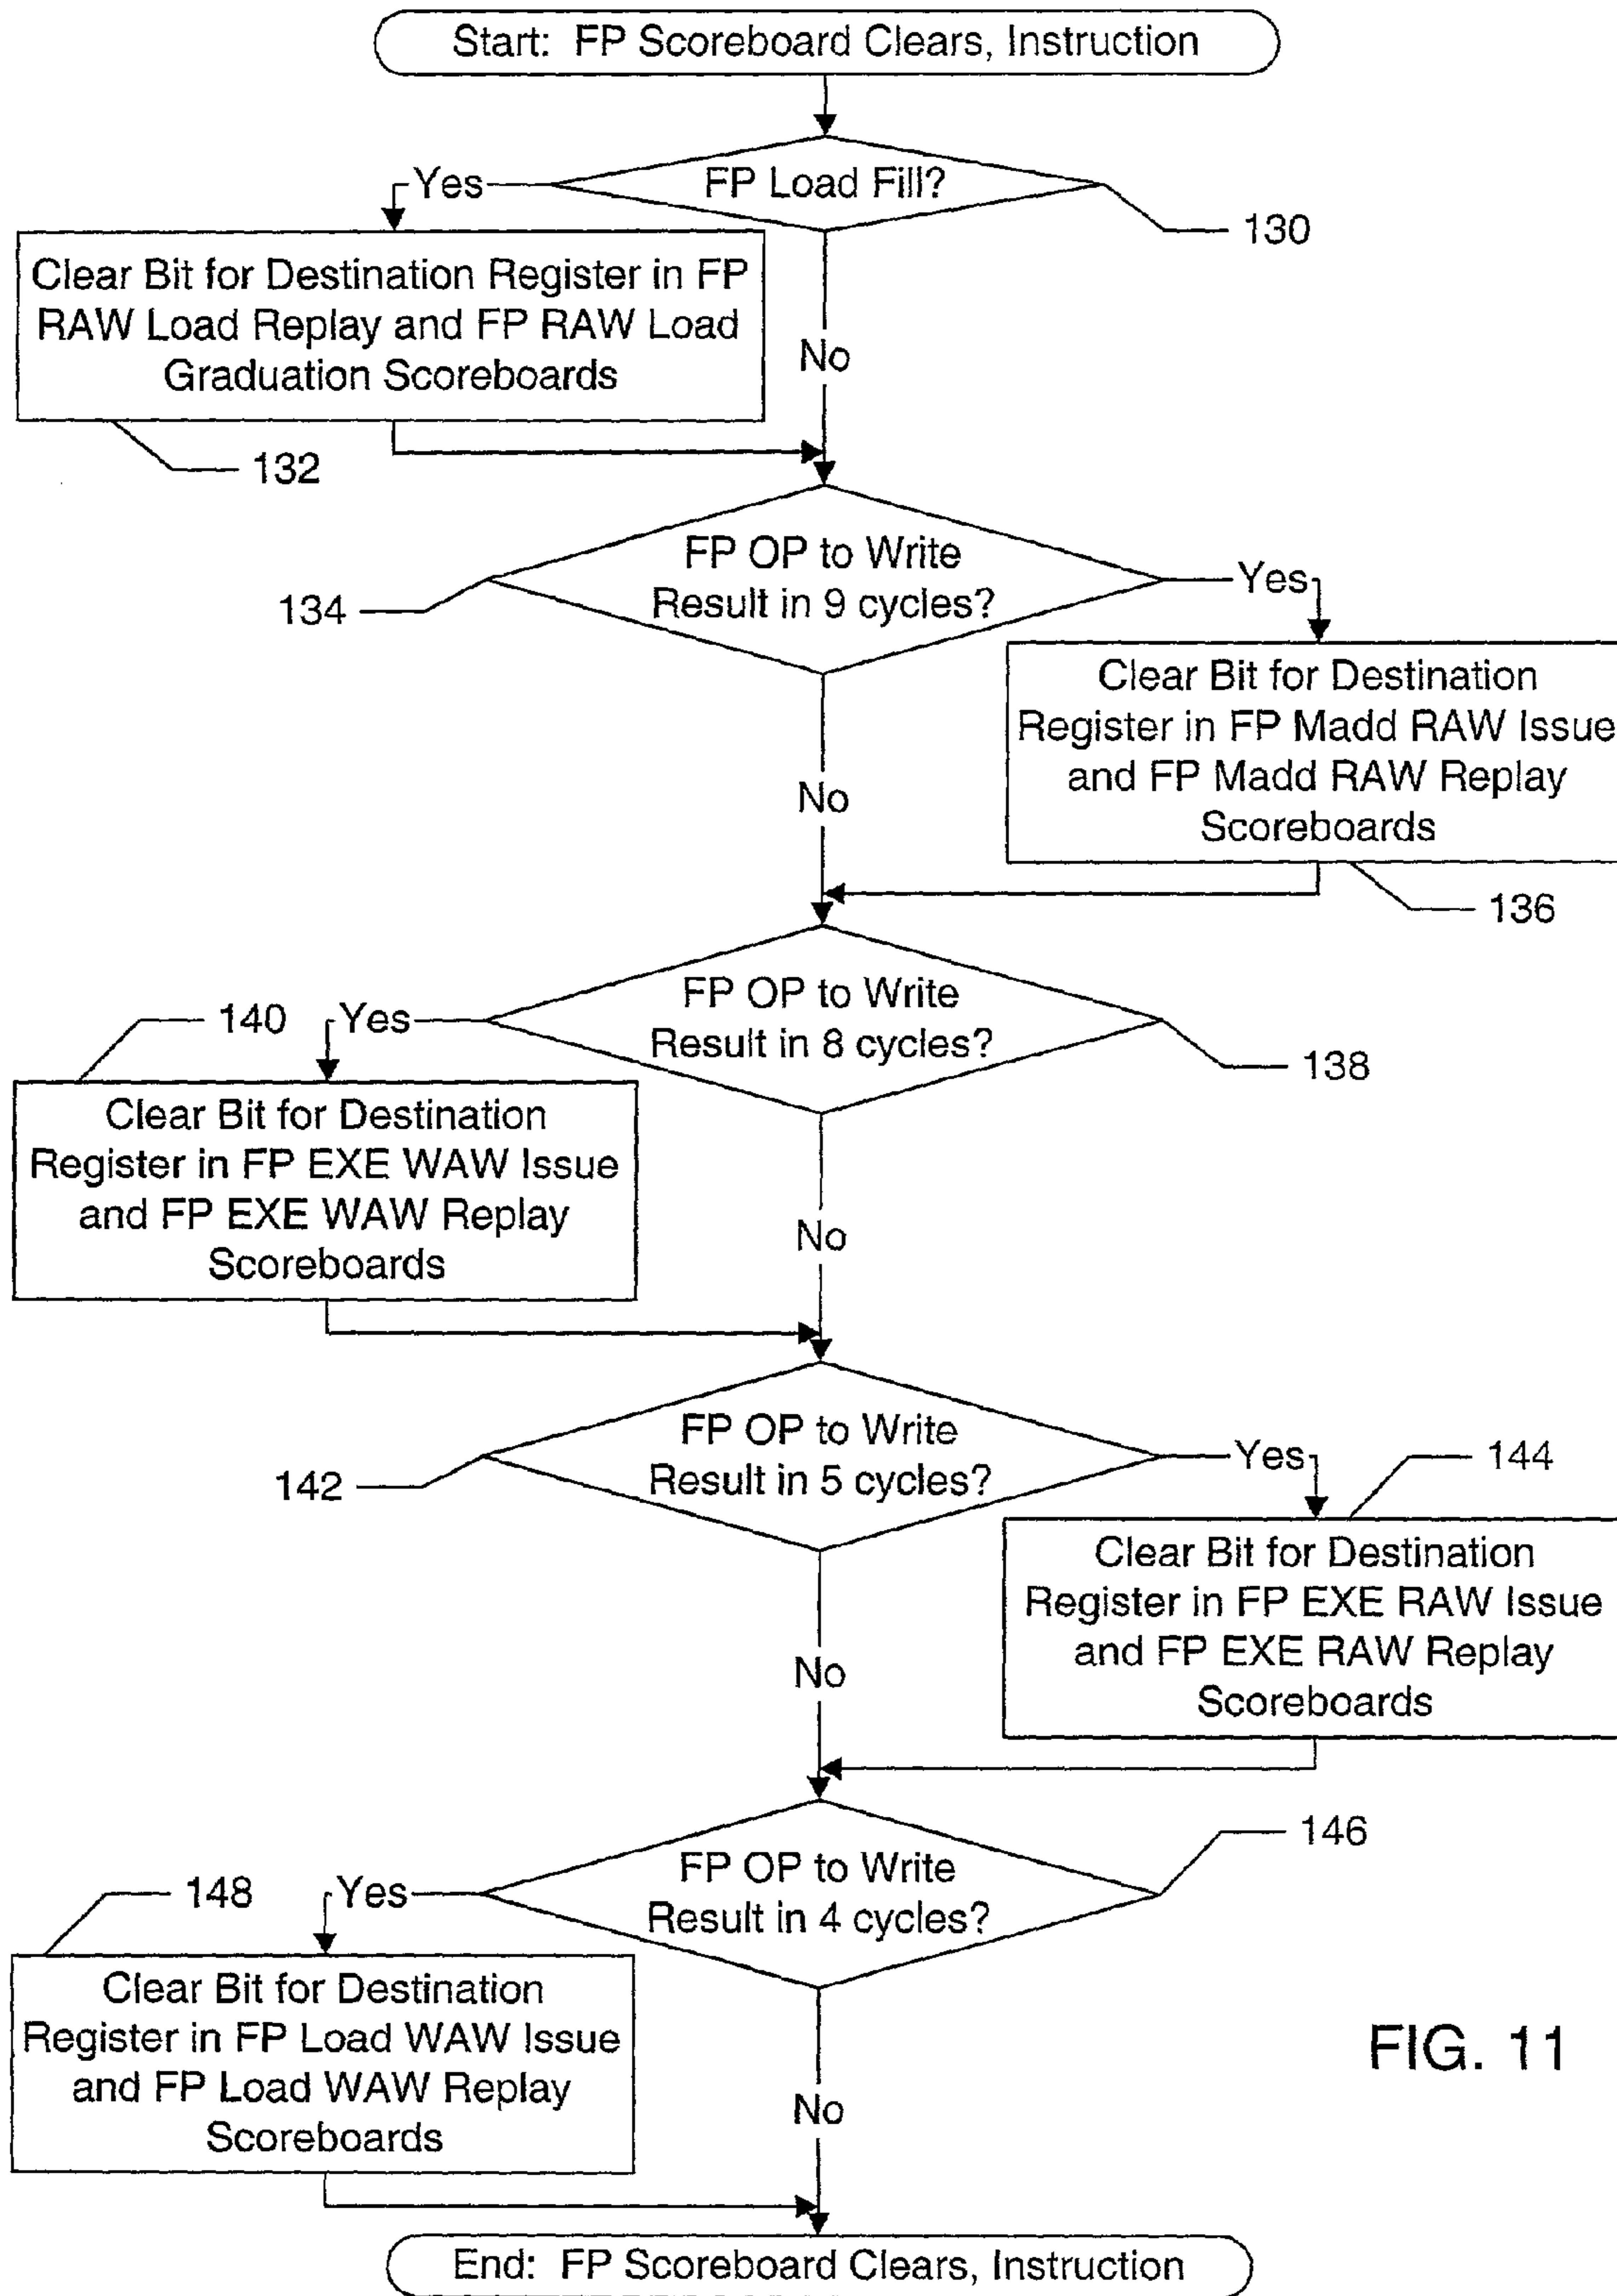 Start: FP Scoreboard Clears, Instruction
FP Load Fill?
Yes
130
Clear Bit for Destination Register in FP
RAW Load Replay and FP RAW Load
Graduation Scoreboards
No
132
FP OP to Write
Result in 9 cycles?
Yes
134
Clear Bit for Destination
Register in FP Madd RAW Issue
and FP Madd RAW Replay
Scoreboards
No
136
FP OP to Write
Result in 8 cycles?
140
Yes
138
Clear Bit for Destination
Register in FP EXE WAW Issue
and FP EXE WAW Replay
Scoreboards
No
FP OP to Write
Result in 5 cycles?
142
Yes
144
Clear Bit for Destination
Register in FP EXE RAW Issue
and FP EXE RAW Replay
Scoreboards
No
146
FP OP to Write
Result in 4 cycles?
148
Yes
Clear Bit for Destination
Register in FP Load WAW Issue
and FP Load WAW Replay
Scoreboards
No
FIG. 11
End: FP Scoreboard Clears, Instruction